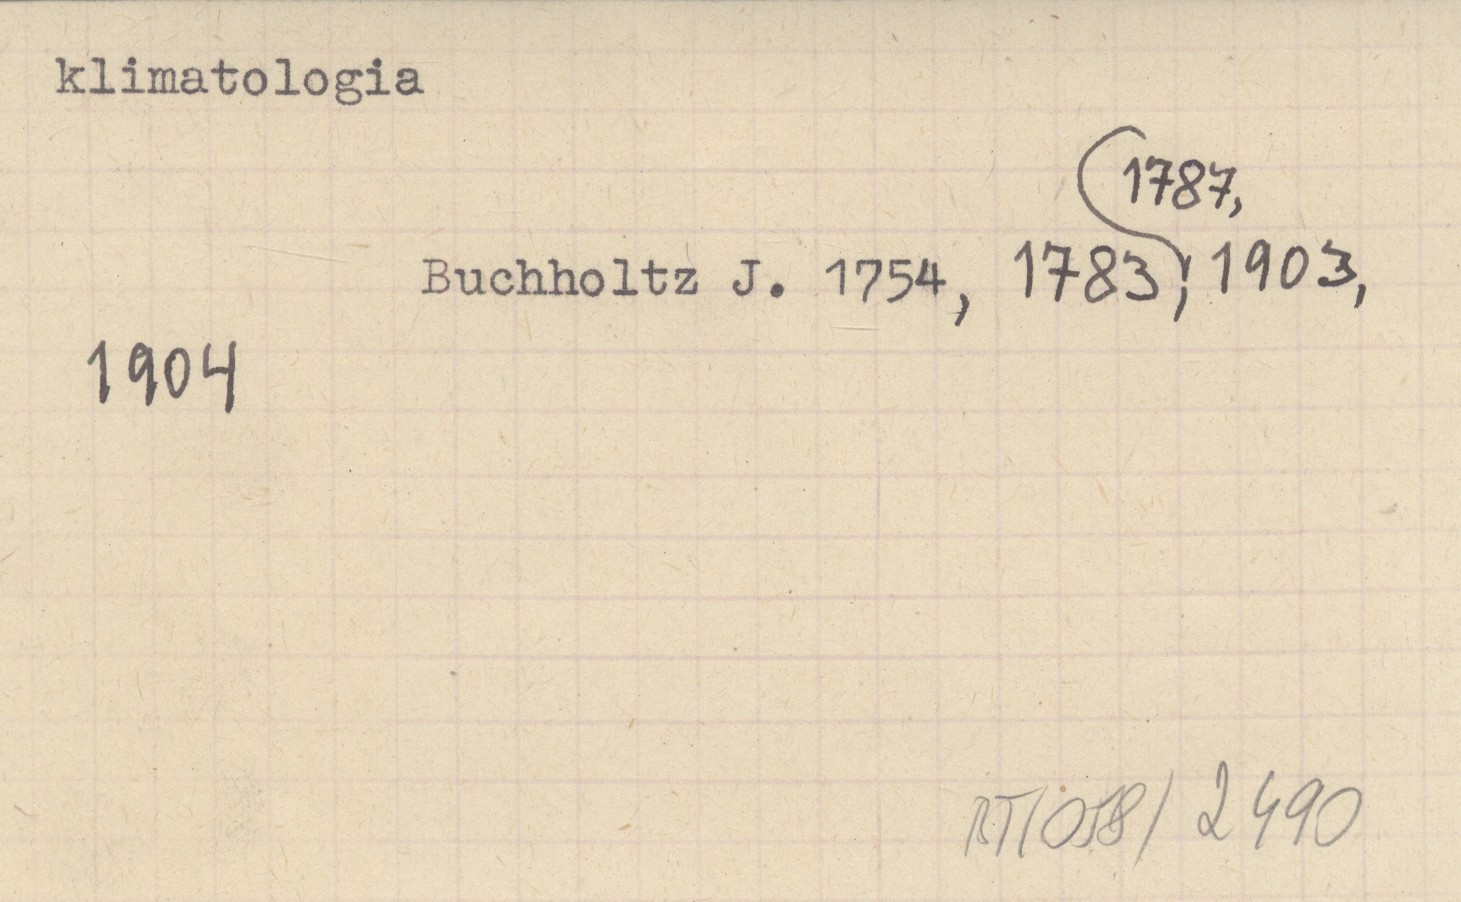 klimatologia
1787,
Buchholtz J. 1754, 1783, 1903,
1904
RT/018/2490